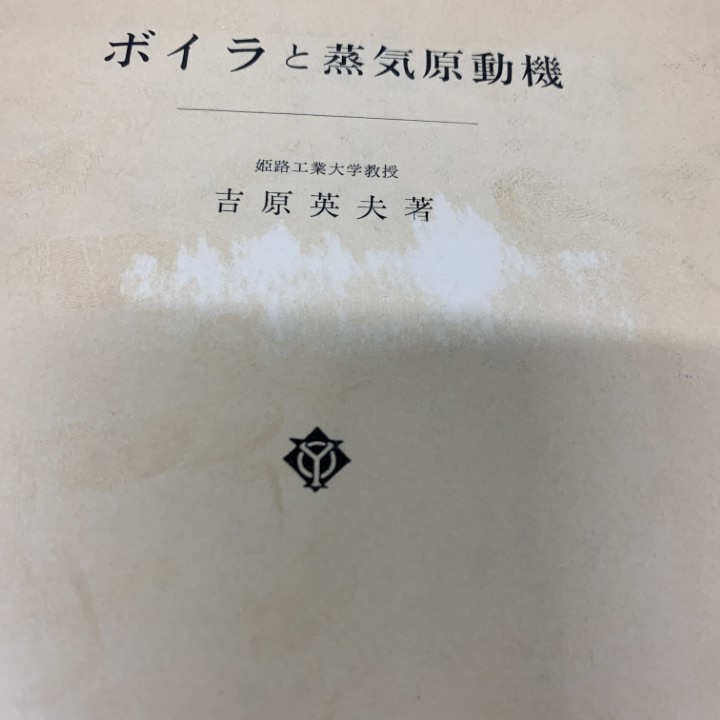 ボイラと蒸気原動機
姫路工業大学教授
吉原英夫著